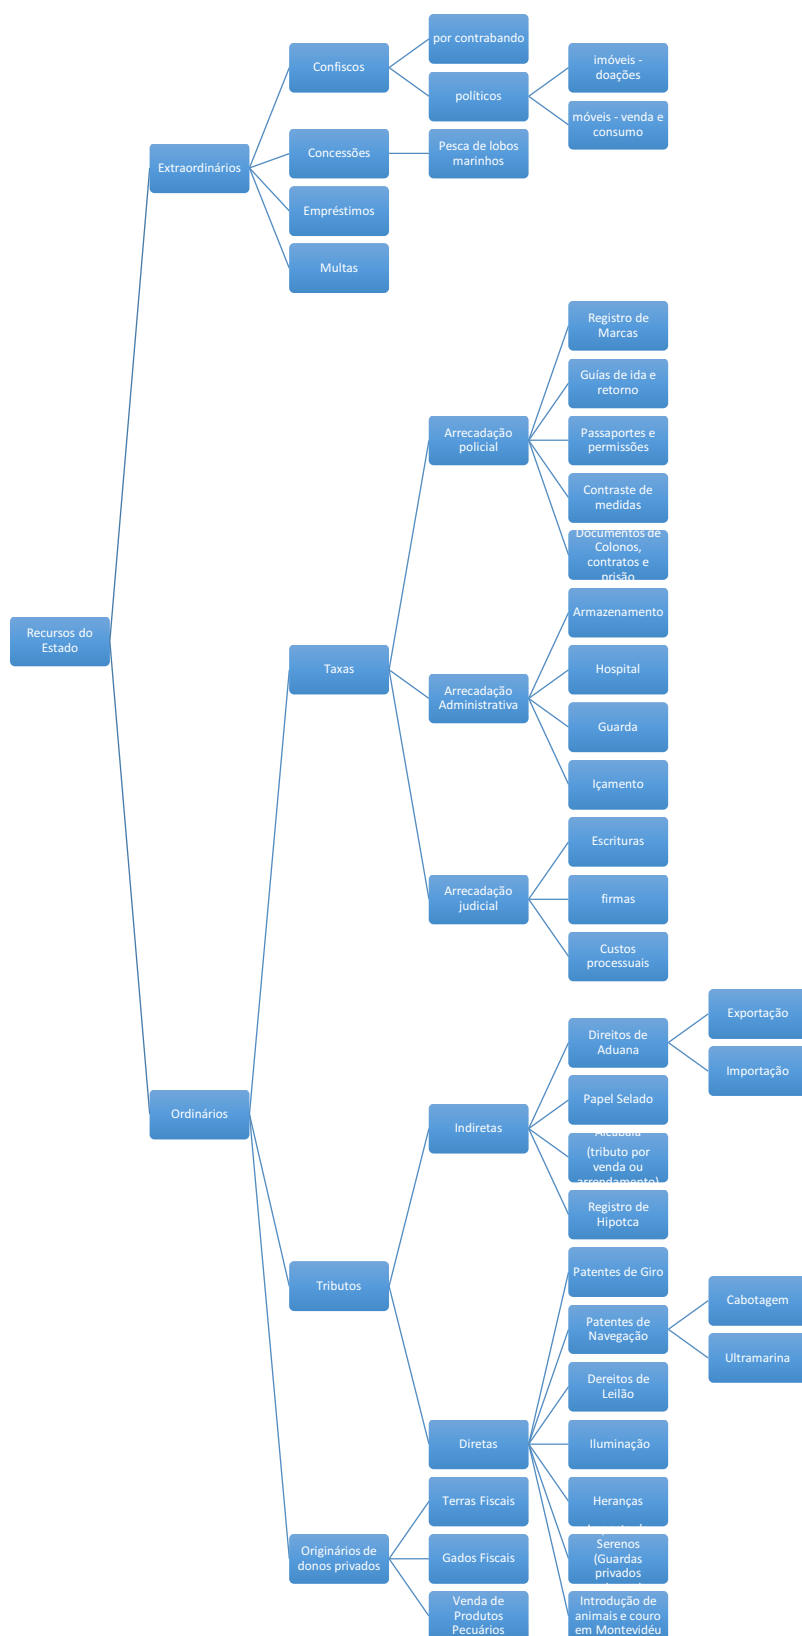 por contrabando
Confiscos
imóveis -
doações
políticos
móveis - venda e
consumo
Extraordinários
Concessões
Pesca de lobos
marinhos
Empréstimos
Multas
Registro de
Marcas
Guías de ida e
retorno
Arrecadação
policial
Passaportes e
permissões
Contraste de
medidas
Documentos de
Colonos,
contratos e
prisão
Recursos do
Estado
Taxas
Armazenamento
Arrecadação
Administrativa
Hospital
Guarda
Içamento
Escrituras
Arrecadação
judicial
firmas
Custos
processuais
Ordinários
Indiretas
Direitos de
Aduana
Exportação
Importação
Papel Selado
(tributo por
venda ou
arrendamento)
Registro de
Hipotca
Tributos
Patentes de Giro
Patentes de
Navegação
Cabotagem
Ultramarina
Dereitos de
Leilão
Diretas
Iluminação
Heranças
Serenos
(Guardas
privados
Introdução de
animais e couro
em Montevidéu
Originários de
donos privados
Terras Fiscais
Gados Fiscais
Venda de
Produtos
Pecuários